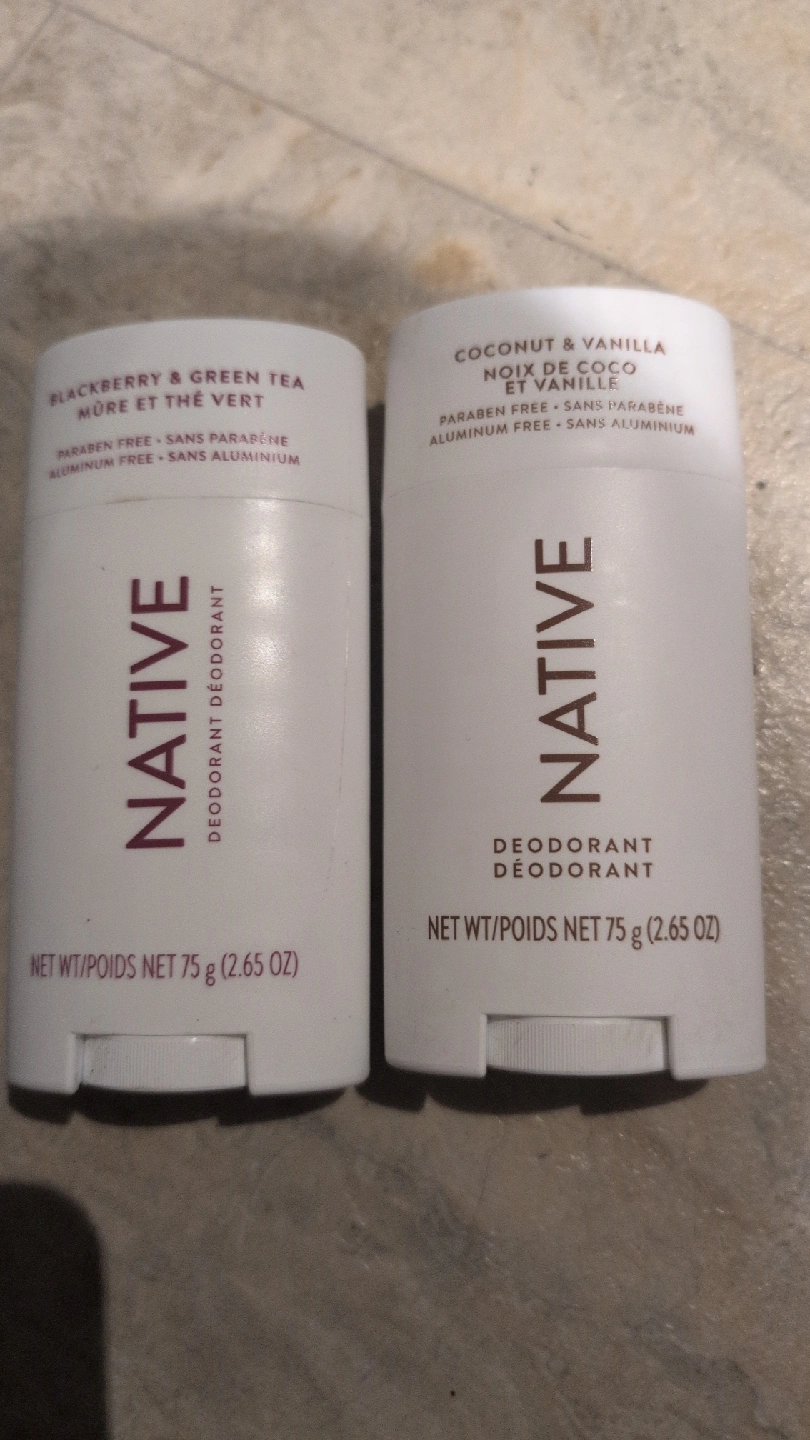 BLACKBERRY & GREEN TEA
MÛRE ET THÉ VERT
PARABEN FREE • SANS PARABÈNE
ALUMINUM FREE • SANS ALUMINIUM
NATIVE
DEODORANT DÉODORANT
NET WT/POIDS NET 75 g (2.65 OZ)
COCONUT & VANILLA
NOIX DE COCO
ET VANILLE
PARABEN FREE • SANS PARABÈNE
ALUMINUM FREE • SANS ALUMINIUM
NATIVE
DEODORANT
DÉODORANT
NET WT/POIDS NET 75 g (2.65 OZ)